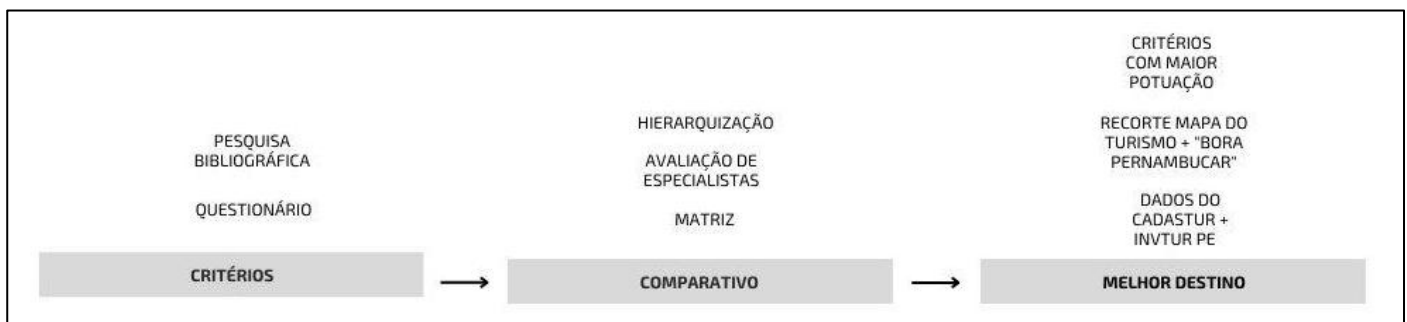 PESQUISA
BIBLIOGRÁFICA
QUESTIONÁRIO
CRITÉRIOS
HIERARQUIZAÇÃO
AVALIAÇÃO DE
ESPECIALISTAS
MATRIZ
COMPARATIVO
CRITÉRIOS
COM MAIOR
POTUAÇÃO
RECORTE MAPA DO
TURISMO + "BORA
PERNAMBUCAR"
DADOS DO
CADASTUR +
INVTUR PE
MELHOR DESTINO